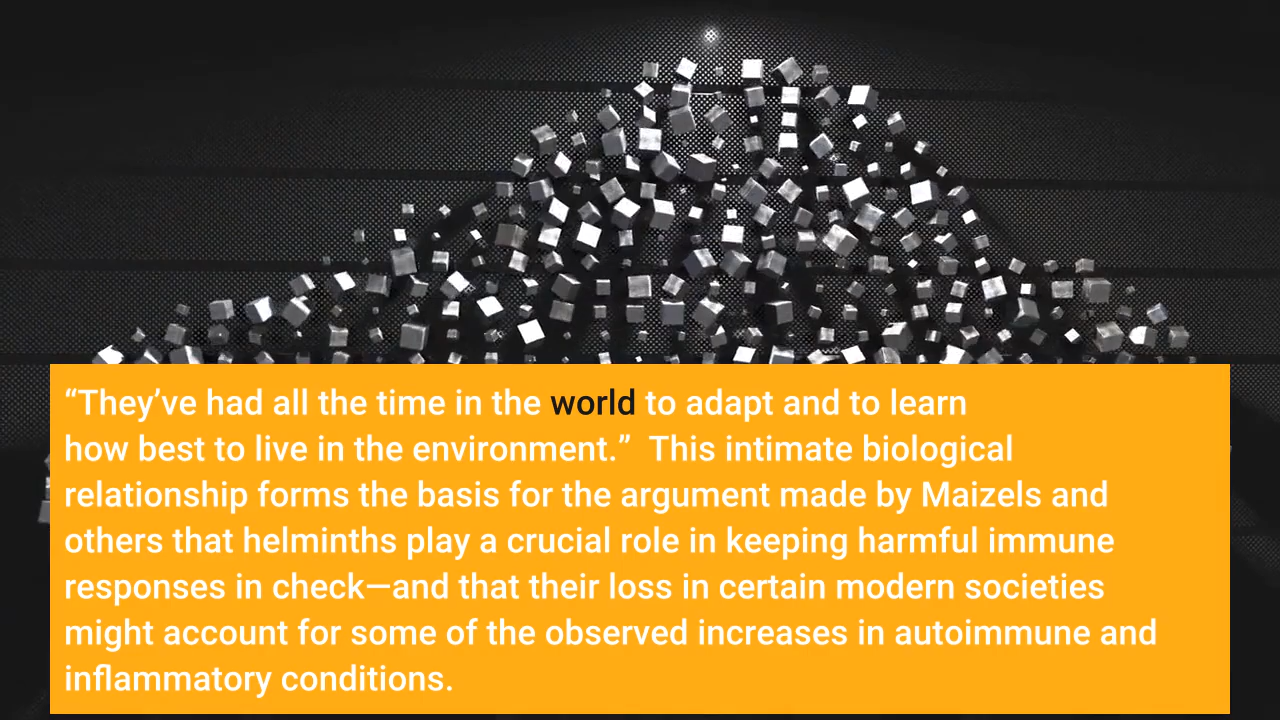 “They’ve had all the time in the world to adapt and to learn
how best to live in the environment.”  This intimate biological
relationship forms the basis for the argument made by Maizels and
others that helminths play a crucial role in keeping harmful immune
responses in check—and that their loss in certain modern societies
might account for some of the observed increases in autoimmune and
inflammatory conditions.